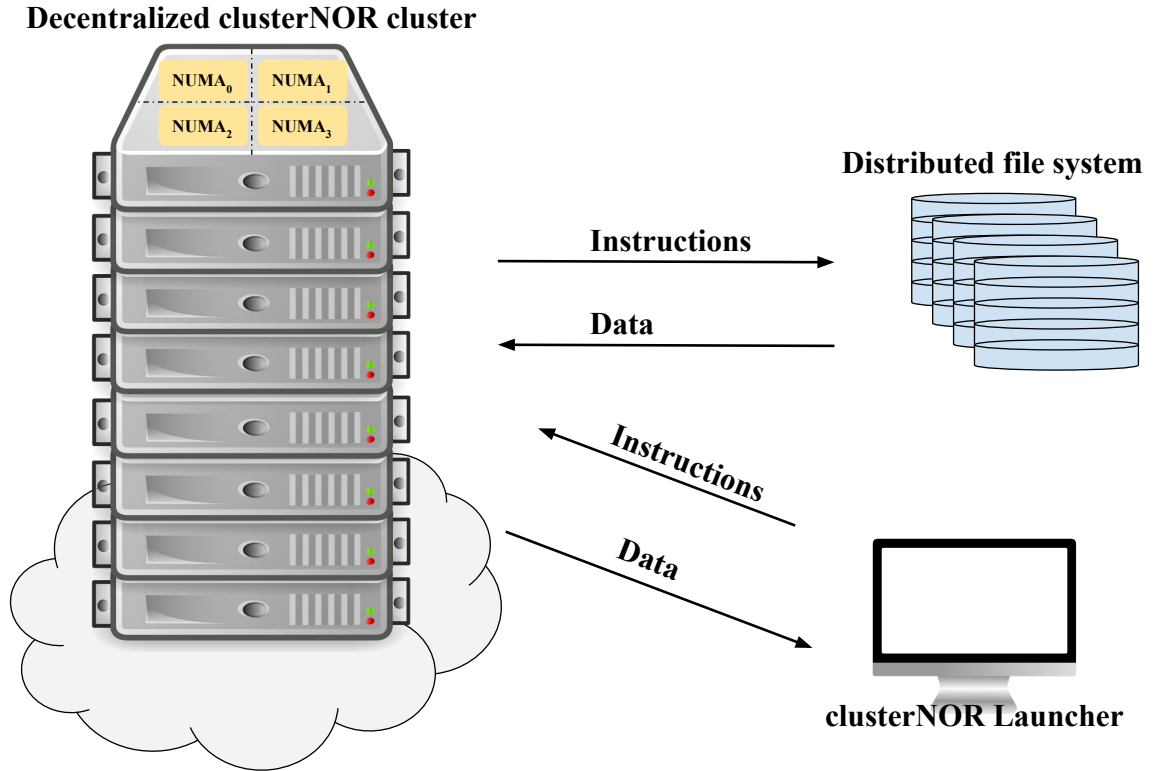 Decentralized clusterNOR cluster
NUMA₀ NUMA₁
NUMA₂ NUMA₃
Distributed file system
Instructions
Data
Instructions
Data
clusterNOR Launcher